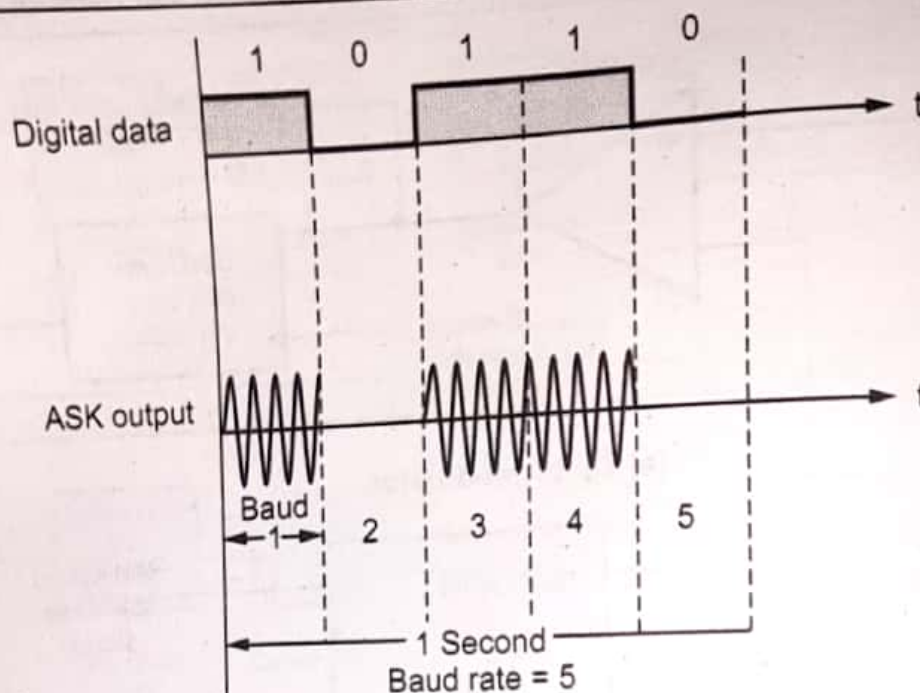 1 0 1 1 0
Digital data
ASK output
t
Baud
1 2 3 4 5
1 Second
Baud rate = 5